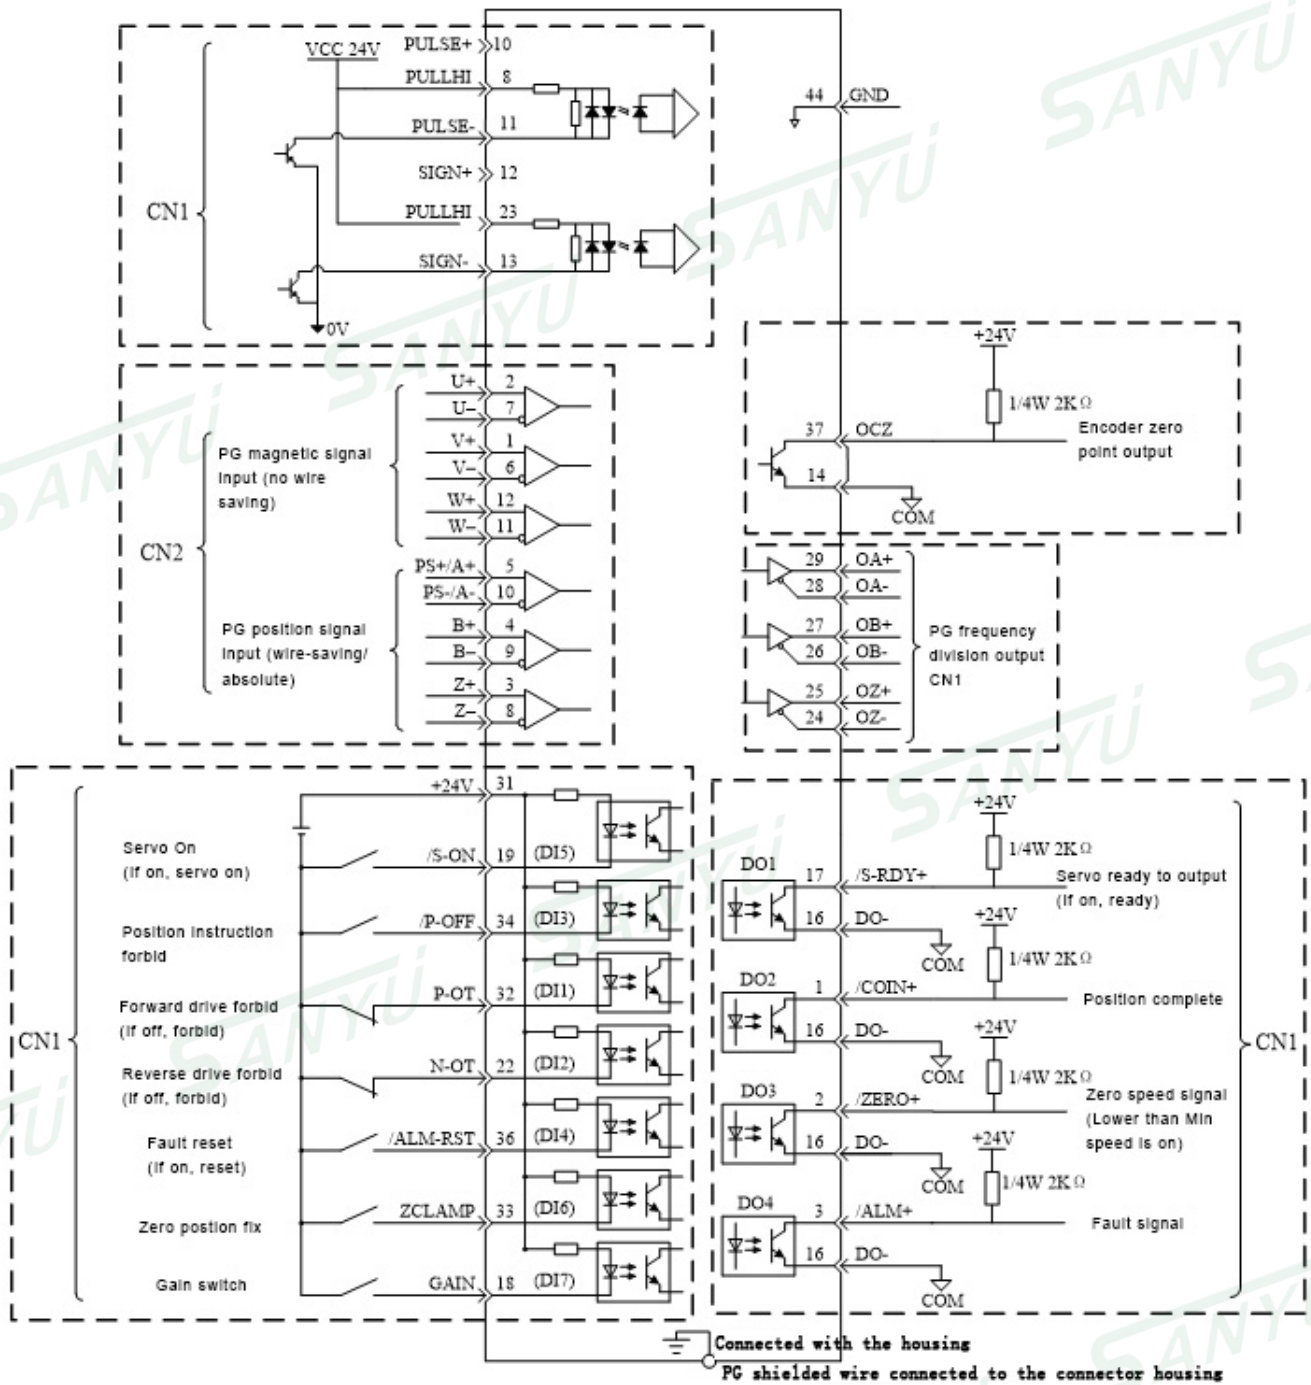 CN1
VCC 24V
PULSE+ 10
PULLHI 8
PULSE- 11
SIGN+ 12
PULLHI 23
SIGN- 13
0V
44 GND
CN2
PG magnetic signal
input (no wire
saving)
U+ 2
U- 7
V+ 1
V- 6
W+ 12
W- 11
PG position signal
input (wire-saving/
absolute)
PS+/A+ 5
PS-/A- 10
B+ 4
B- 9
Z+ 3
Z- 8
+24V
1/4W 2KΩ
37 OCZ
Encoder zero
point output
14
COM
29 OA+
28 OA-
27 OB+
26 OB-
25 OZ+
24 OZ-
PG frequency
division output
CN1
CN1
+24V 31
Servo On
(if on, servo on)
/S-ON 19 (DI5)
Position instruction
forbid
/P-OFF 34 (DI3)
Forward drive forbid
(if off, forbid)
P-OT 32 (DI1)
Reverse drive forbid
(if off, forbid)
N-OT 22 (DI2)
Fault reset
(if on, reset)
/ALM-RST 36 (DI4)
Zero postion fix
ZCLAMP 33 (DI6)
Gain switch
GAIN 18 (DI7)
+24V
1/4W 2KΩ
DO1
17 /S-RDY+
Servo ready to output
(if on, ready)
16 DO-
COM
+24V
1/4W 2KΩ
DO2
1 /COIN+
Position complete
16 DO-
COM
+24V
1/4W 2KΩ
DO3
2 /ZERO+
Zero speed signal
(Lower than Min
speed is on)
16 DO-
COM
+24V
1/4W 2KΩ
DO4
3 /ALM+
Fault signal
16 DO-
COM
CN1
Connected with the housing
PG shielded wire connected to the connector housing
SANYU
SANYU
SANYU
SANYU
SANYU
SANYU
SANYU